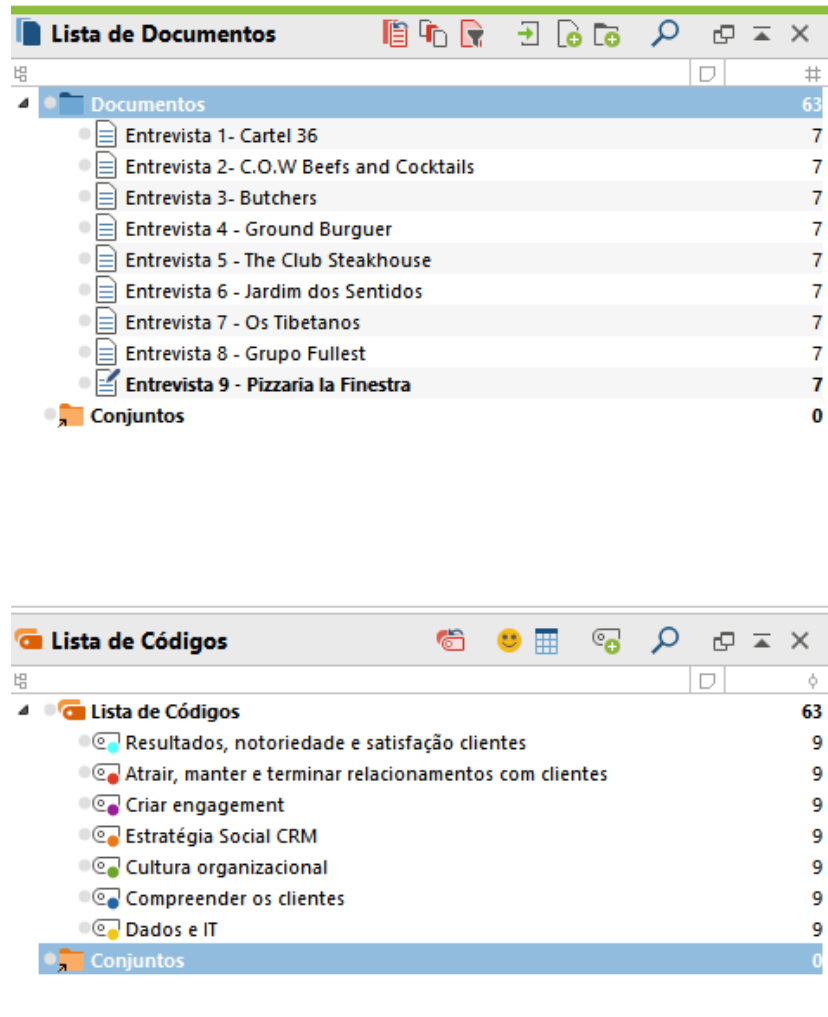 Lista de Documentos
#
Documentos 63
Entrevista 1- Cartel 36 7
Entrevista 2- C.O.W Beefs and Cocktails 7
Entrevista 3- Butchers 7
Entrevista 4 - Ground Burguer 7
Entrevista 5 - The Club Steakhouse 7
Entrevista 6 - Jardim dos Sentidos 7
Entrevista 7 - Os Tibetanos 7
Entrevista 8 - Grupo Fullest 7
Entrevista 9 - Pizzaria la Finestra 7
Conjuntos 0
Lista de Códigos
Lista de Códigos 63
Resultados, notoriedade e satisfação clientes 9
Atrair, manter e terminar relacionamentos com clientes 9
Criar engagement 9
Estratégia Social CRM 9
Cultura organizacional 9
Compreender os clientes 9
Dados e IT 9
Conjuntos 0